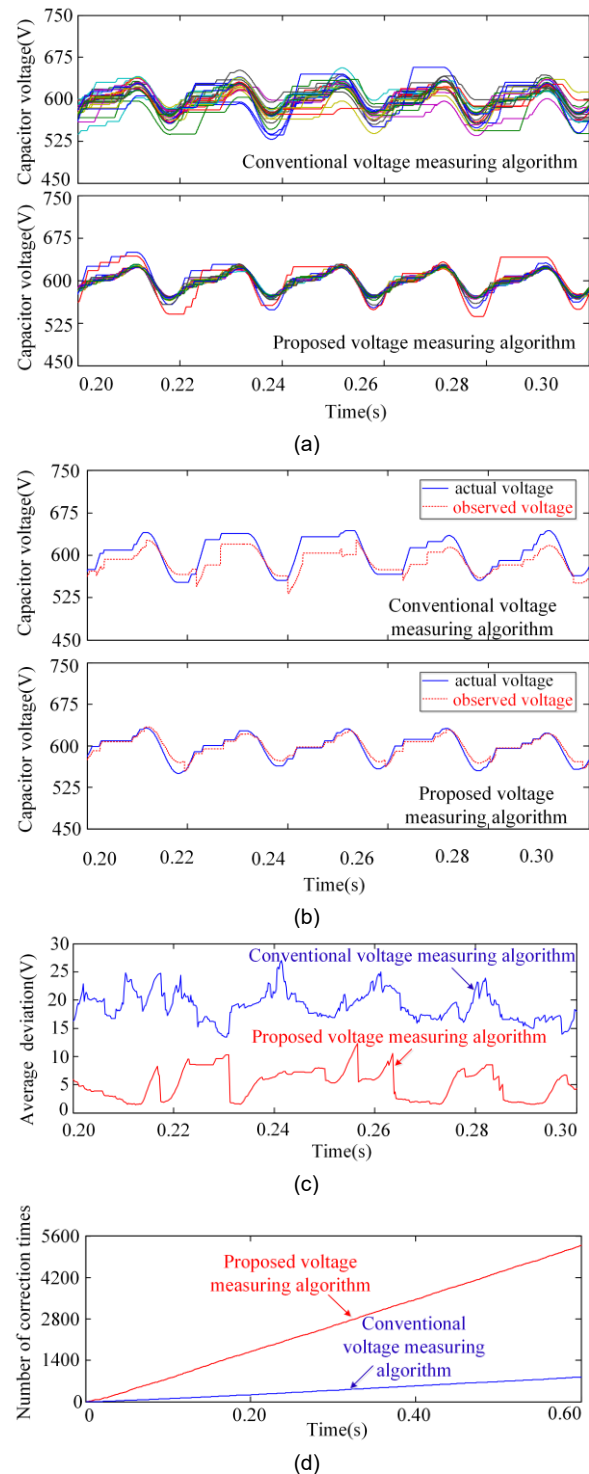 750
675
600
525
450
Capacitor voltage(V)
Conventional voltage measuring algorithm
750
675
600
525
450
Capacitor voltage(V)
Proposed voltage measuring algorithm
0.20 0.22 0.24 0.26 0.28 0.30
Time(s)
(a)
750
675
600
525
450
Capacitor voltage(V)
actual voltage
observed voltage
Conventional voltage
measuring algorithm
750
675
600
525
450
Capacitor voltage(V)
actual voltage
observed voltage
Proposed voltage
measuring algorithm
0.20 0.22 0.24 0.26 0.28 0.30
Time(s)
(b)
30
25
20
15
10
5
0
Average deviation(V)
Conventional voltage measuring algorithm
Proposed voltage measuring algorithm
0.20 0.22 0.24 0.26 0.28 0.30
Time(s)
(c)
5600
4200
2800
1400
0
Number of correction times
Proposed voltage
measuring algorithm
Conventional
voltage measuring
algorithm
0 0.20 0.40 0.60
Time(s)
(d)